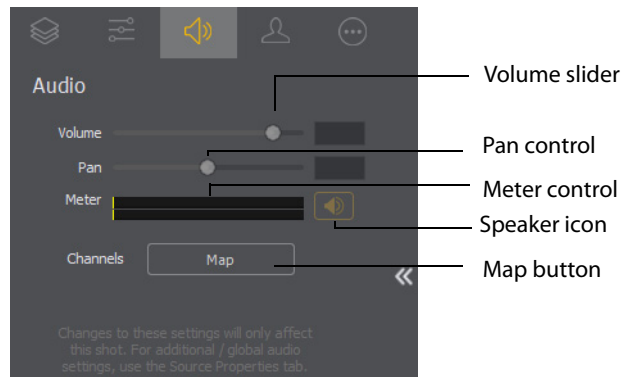 Audio
Volume slider
Volume
Pan control
Pan
Meter control
Meter
Speaker icon
Channels
Map
Map button
Changes to these settings will only affect
this shot. For additional / global audio
settings, use the Source Properties tab.